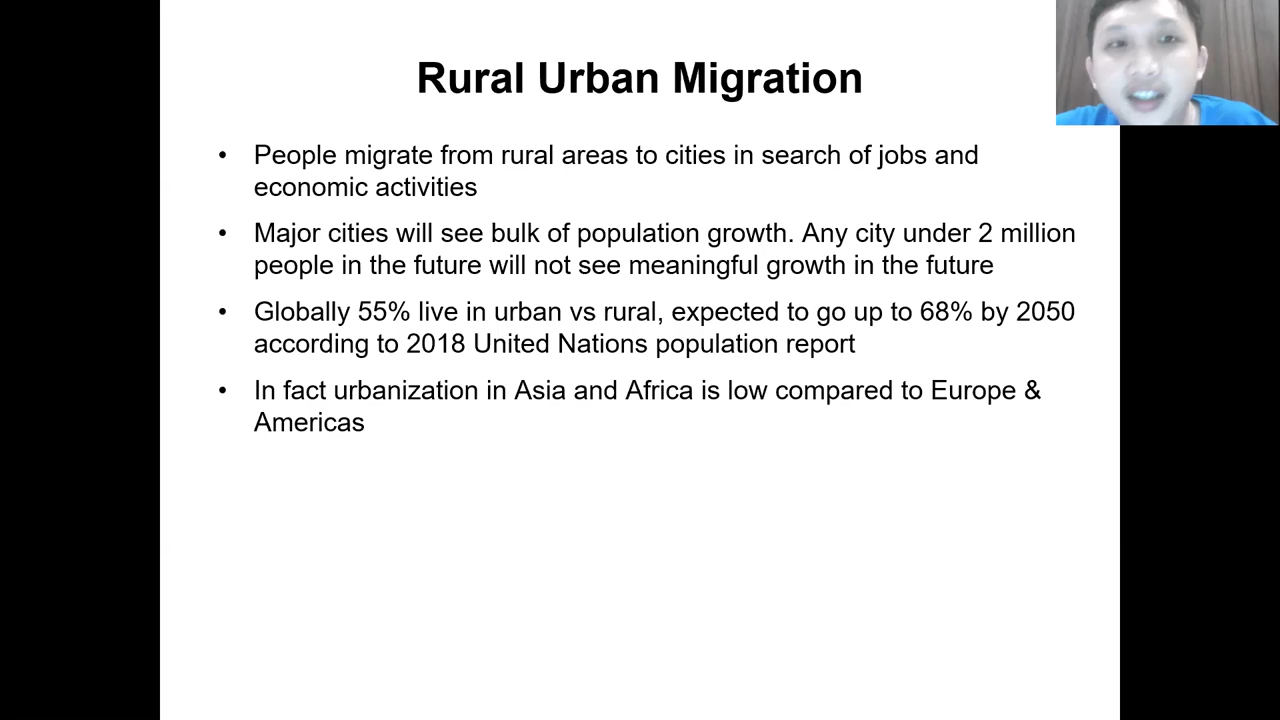 Rural Urban Migration
• People migrate from rural areas to cities in search of jobs and
economic activities
• Major cities will see bulk of population growth. Any city under 2 million
people in the future will not see meaningful growth in the future
• Globally 55% live in urban vs rural, expected to go up to 68% by 2050
according to 2018 United Nations population report
• In fact urbanization in Asia and Africa is low compared to Europe &
Americas